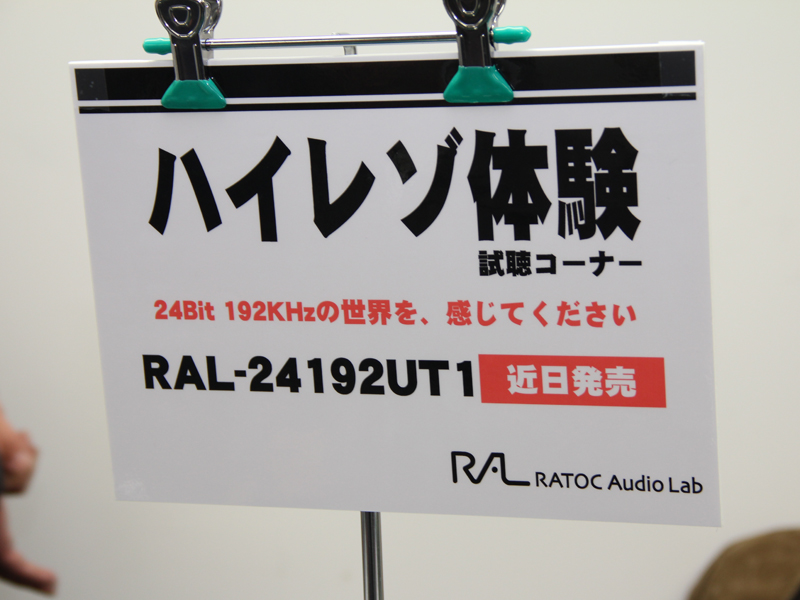 ハイレゾ体験
試聴コーナー
24Bit 192KHzの世界を、感じてください
RAL-24192UT1 近日発売
RAL RATOC Audio Lab